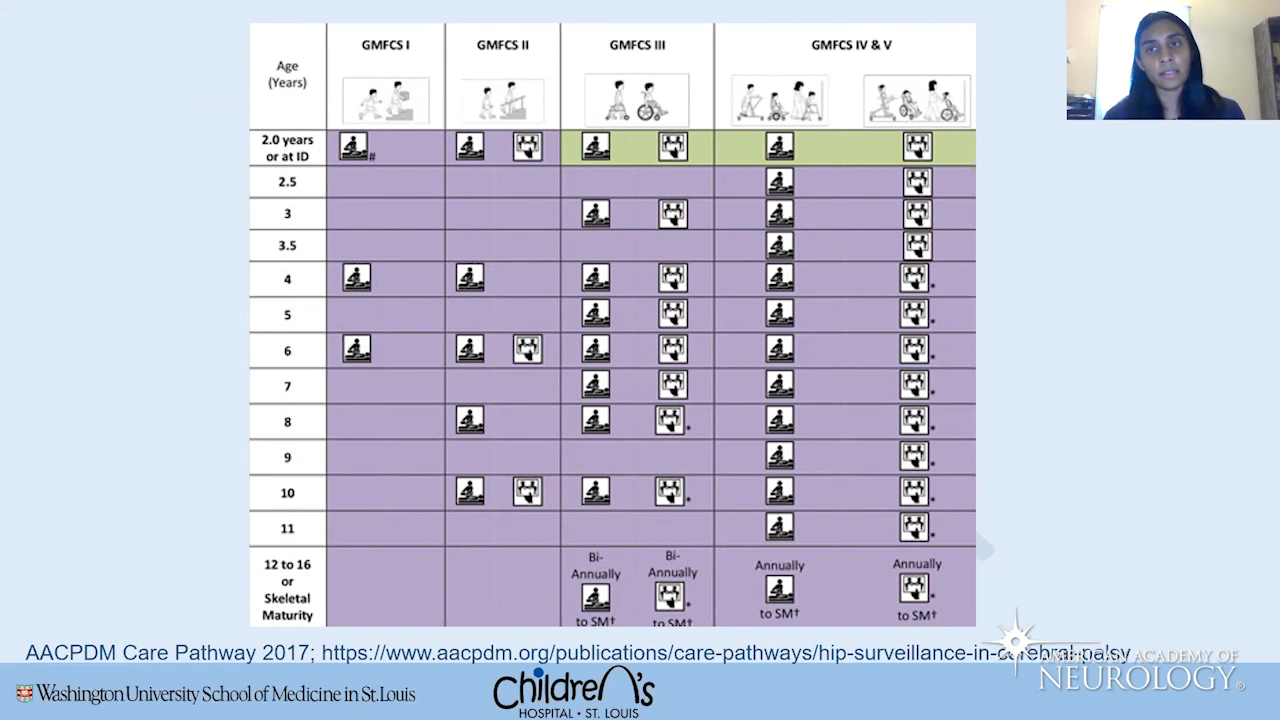 GMFCS I
GMFCS II
GMFCS III
GMFCS IV & V
Age
(Years)
2.0 years
or at ID
#
2.5
3
3.5
4
*
5
*
6
*
7
*
8
*
*
9
*
10
*
*
11
*
12 to 16
or
Skeletal
Maturity
Bi-
Annually
to SM†
Bi-
Annually
*
to SM†
Annually
to SM†
Annually
*
to SM†
AACPDM Care Pathway 2017; https://www.aacpdm.org/publications/care-pathways/hip-surveillance-in-cerebral-palsy
AMERICAN ACADEMY OF
NEUROLOGY®
Washington University School of Medicine in St. Louis
Children's
HOSPITAL • ST. LOUIS